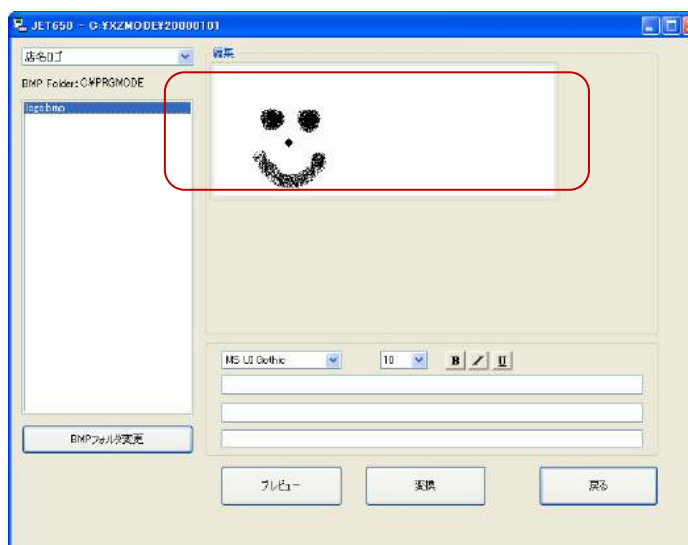 JET650 - C:¥XZMODE¥20000101
店名ロゴ
編集
BMP Folder: C¥PRGMODE
logo.bmp
MS UI Gothic
10
B
I
U
BMPフォルダ変更
プレビュー
変換
戻る